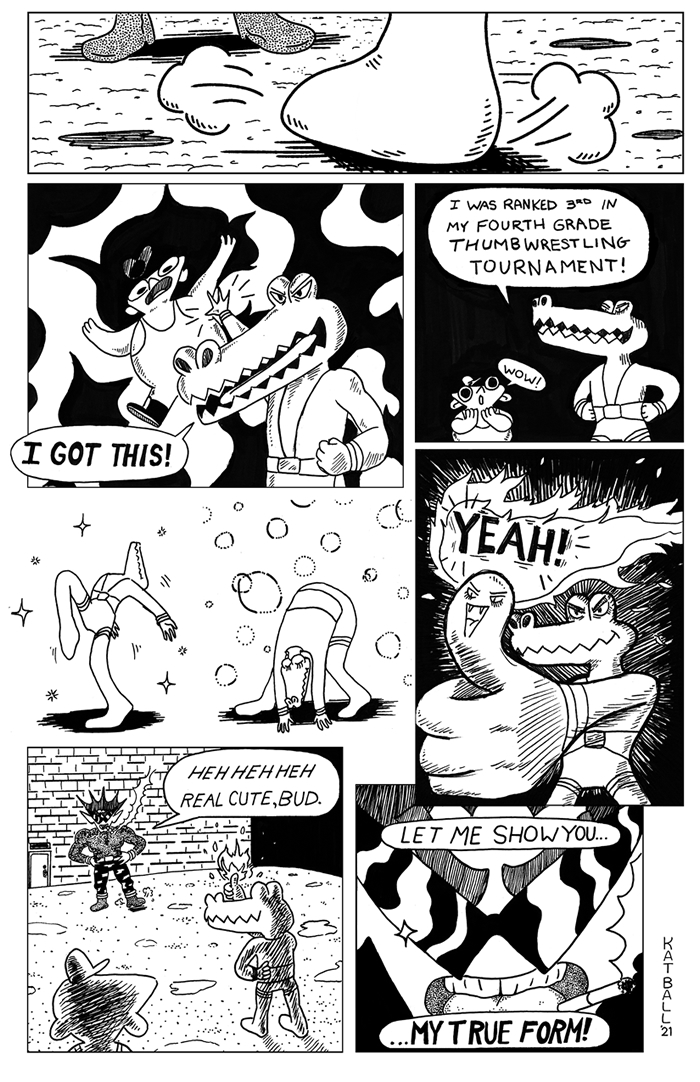 I GOT THIS!
I WAS RANKED 3RD IN
MY FOURTH GRADE
THUMBWRESTLING
TOURNAMENT!
WOW!
YEAH!
HEH HEH HEH
REAL CUTE, BUD.
LET ME SHOW YOU...
...MY TRUE FORM!
KATBALL '21